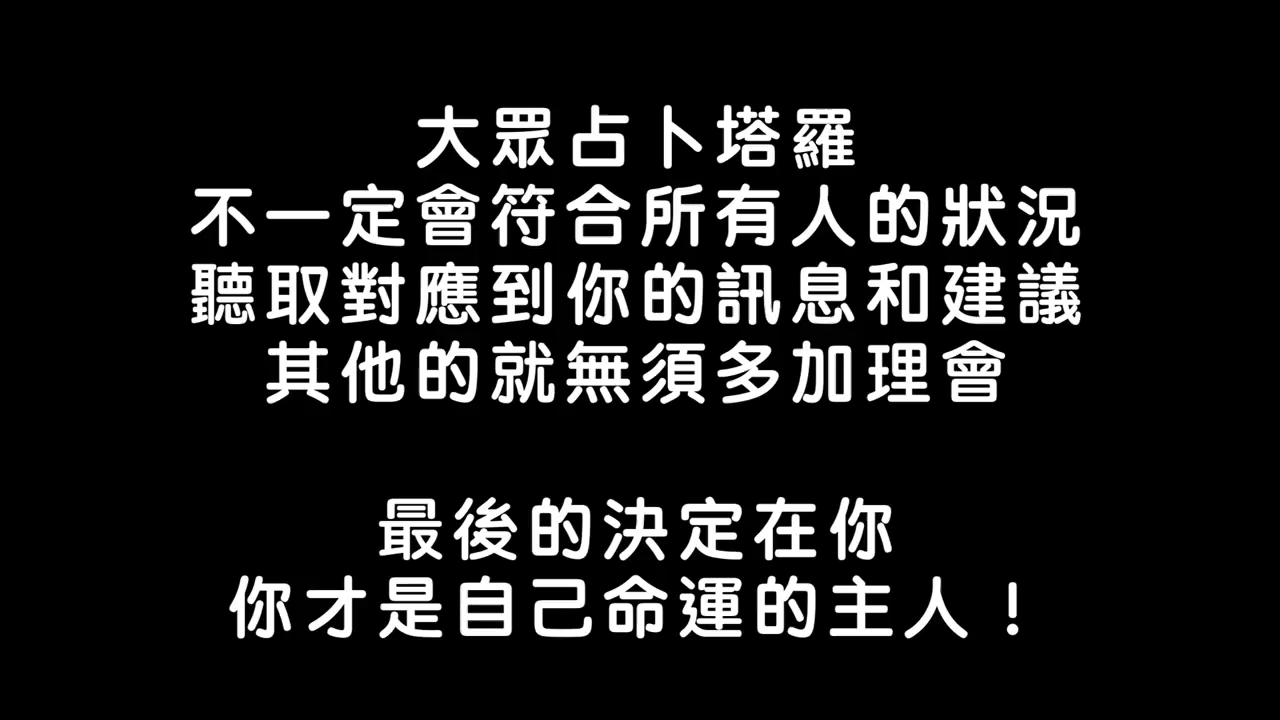 大眾占卜塔羅
不一定會符合所有人的狀況
聽取對應到你的訊息和建議
其他的就無須多加理會
最後的決定在你
你才是自己命運的主人！